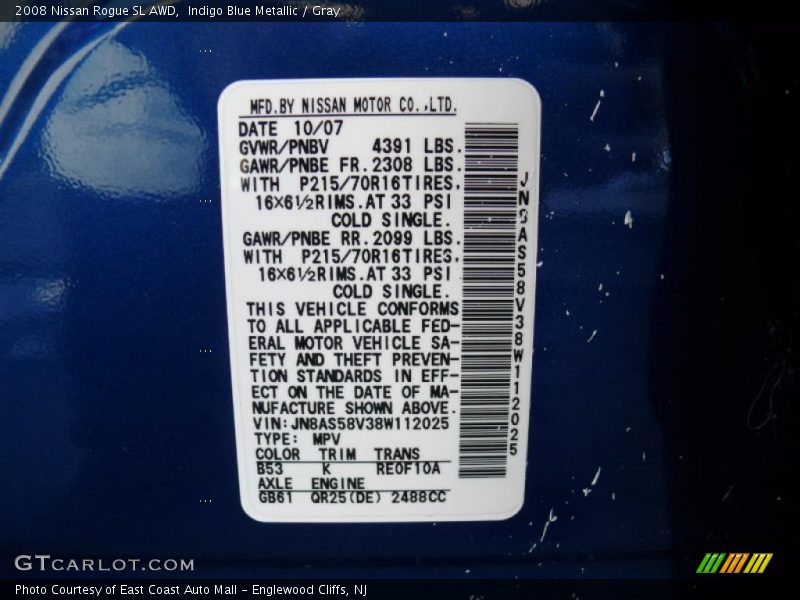 2008 Nissan Rogue SL AWD,  Indigo Blue Metallic / Gray
MFD.BY NISSAN MOTOR CO.,LTD.
DATE 10/07
GVWR/PNBV 4391 LBS.
GAWR/PNBE FR.2308 LBS.
WITH P215/70R16TIRES.
16×6½RIMS.AT 33 PSI
COLD SINGLE.
GAWR/PNBE RR.2099 LBS.
WITH P215/70R16TIRES.
16×6½RIMS.AT 33 PSI
COLD SINGLE.
THIS VEHICLE CONFORMS
TO ALL APPLICABLE FED-
ERAL MOTOR VEHICLE SA-
FETY AND THEFT PREVEN-
TION STANDARDS IN EFF-
ECT ON THE DATE OF MA-
NUFACTURE SHOWN ABOVE.
VIN:JN8AS58V38W112025
TYPE: MPV
COLOR TRIM TRANS
B53 K RE0F10A
AXLE ENGINE
GB61 QR25(DE) 2488CC
JN8AS58V38W112025
GTCARLOT.COM
Photo Courtesy of East Coast Auto Mall - Englewood Cliffs, NJ